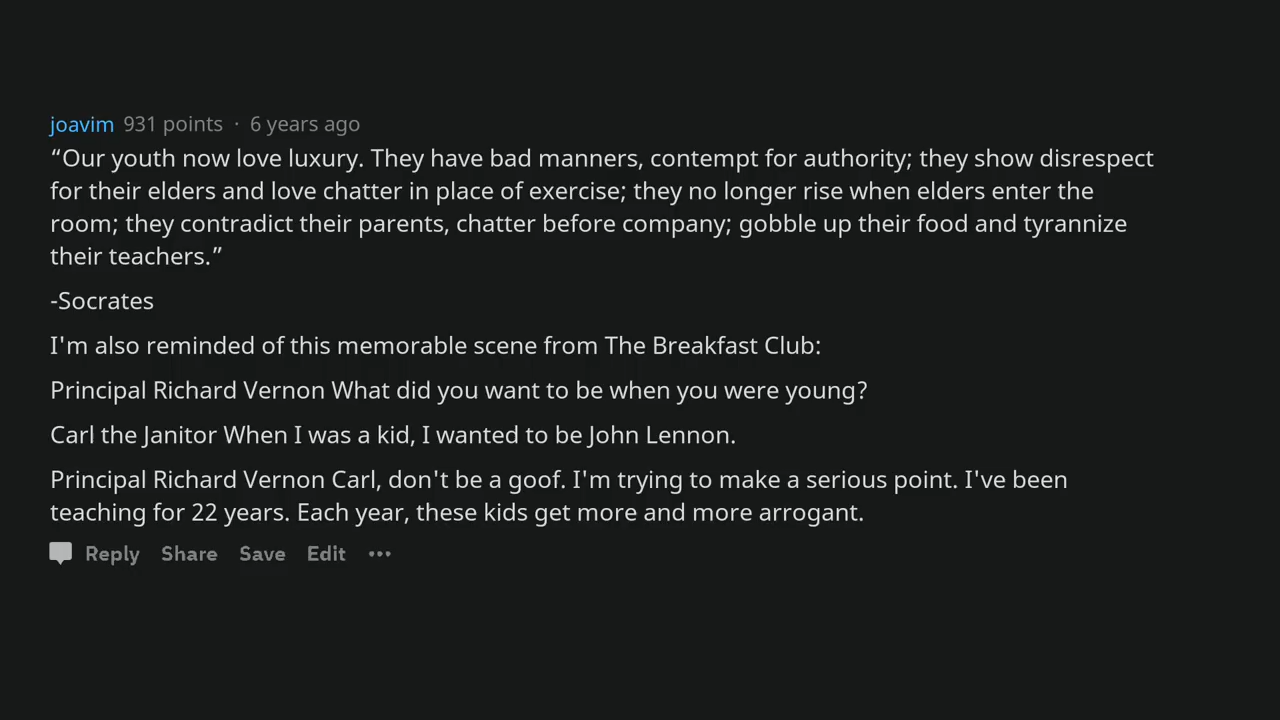 joavim 931 points · 6 years ago
“Our youth now love luxury. They have bad manners, contempt for authority; they show disrespect
for their elders and love chatter in place of exercise; they no longer rise when elders enter the
room; they contradict their parents, chatter before company; gobble up their food and tyrannize
their teachers.”
-Socrates
I'm also reminded of this memorable scene from The Breakfast Club:
Principal Richard Vernon What did you want to be when you were young?
Carl the Janitor When I was a kid, I wanted to be John Lennon.
Principal Richard Vernon Carl, don't be a goof. I'm trying to make a serious point. I've been
teaching for 22 years. Each year, these kids get more and more arrogant.
Reply Share Save Edit •••